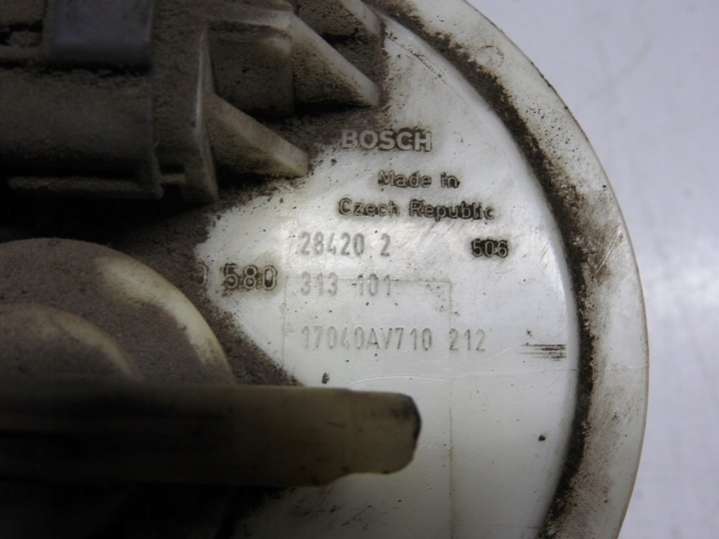 BOSCH
Made in
Czech Republic
28420 2 506
580 313 101
17040AV710 212